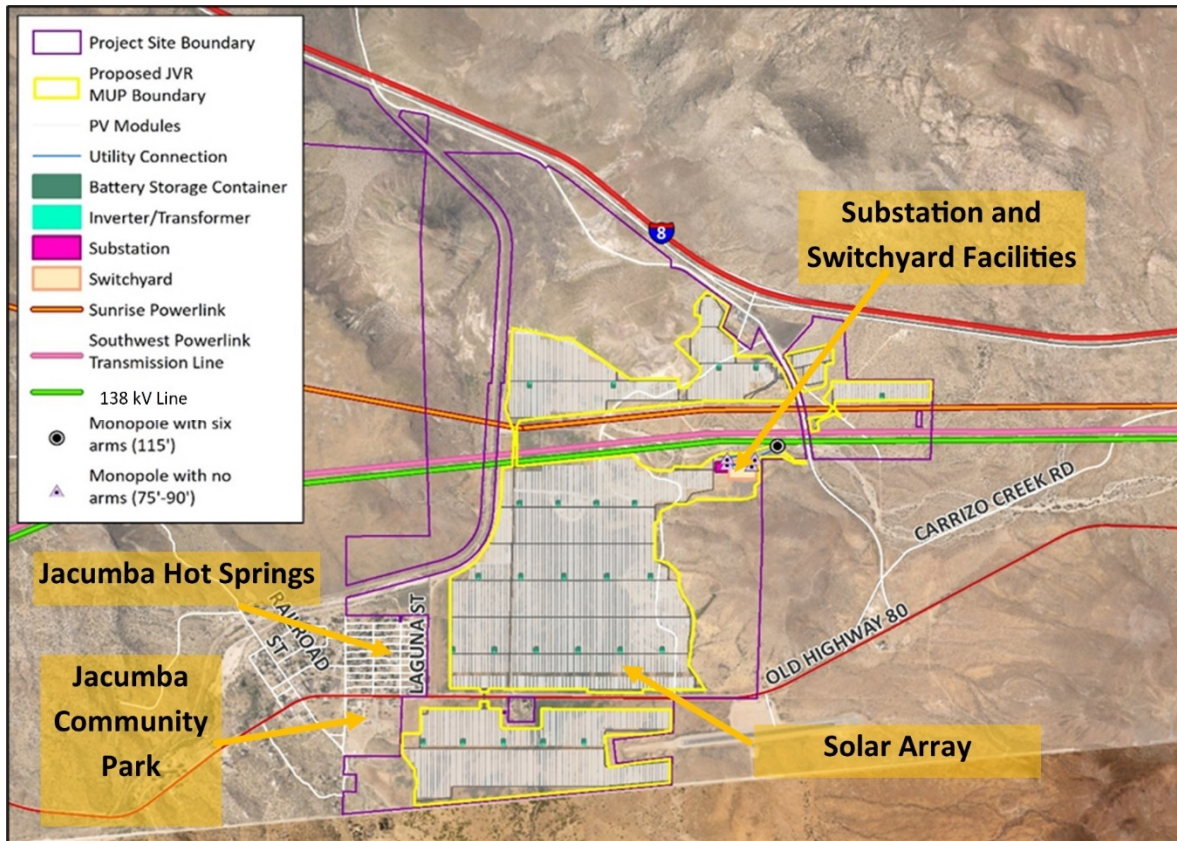 Project Site Boundary
Proposed JVR
MUP Boundary
PV Modules
Utility Connection
Battery Storage Container
Inverter/Transformer
Substation
Switchyard
Sunrise Powerlink
Southwest Powerlink
Transmission Line
138 kV Line
Monopole with six
arms (115')
Monopole with no
arms (75'-90')
8
Substation and
Switchyard Facilities
CARRIZO CREEK RD
OLD HIGHWAY 80
Jacumba Hot Springs
RAILROAD
ST
LAGUNA ST
Jacumba
Community
Park
Solar Array